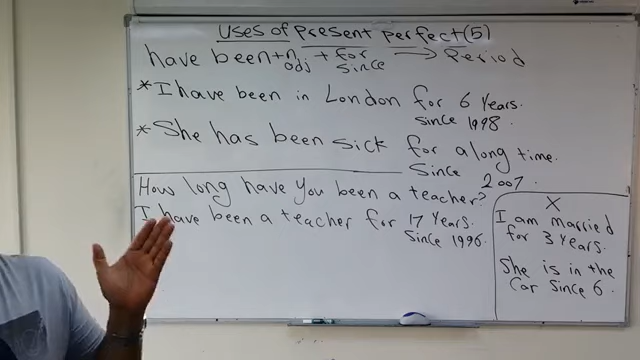 Uses of present perfect(5)
have been + n + for → Period
adj since
*I have been in London for 6 Years.
since 1998.
*She has been sick for a long time.
Since 2007.
How long have you been a teacher?
I have been a teacher for 17 Years.
Since 1996.
X
I am married
for 3 Years.
She is in the
Car Since 6.